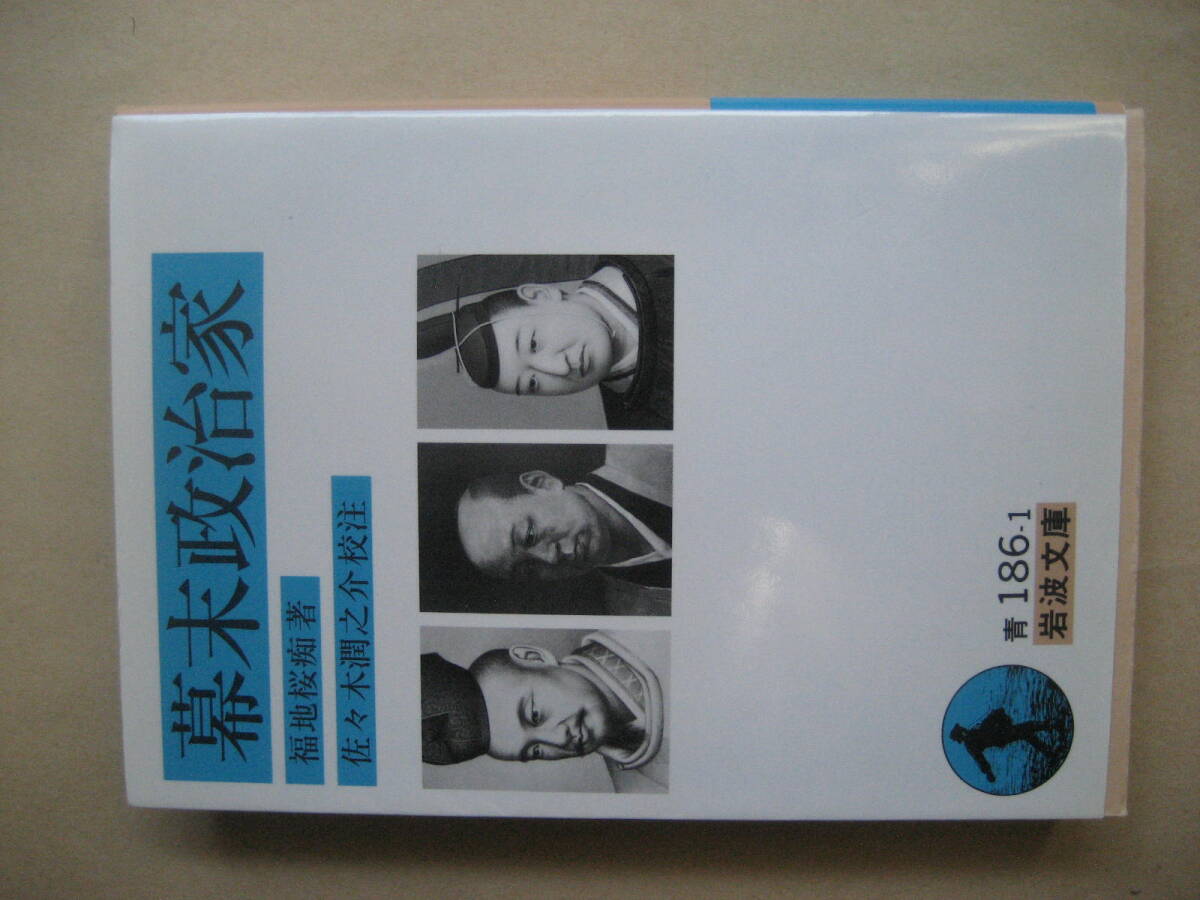 幕末政治家
福地桜痴著
佐々木潤之介校注
青 186-1
岩波文庫